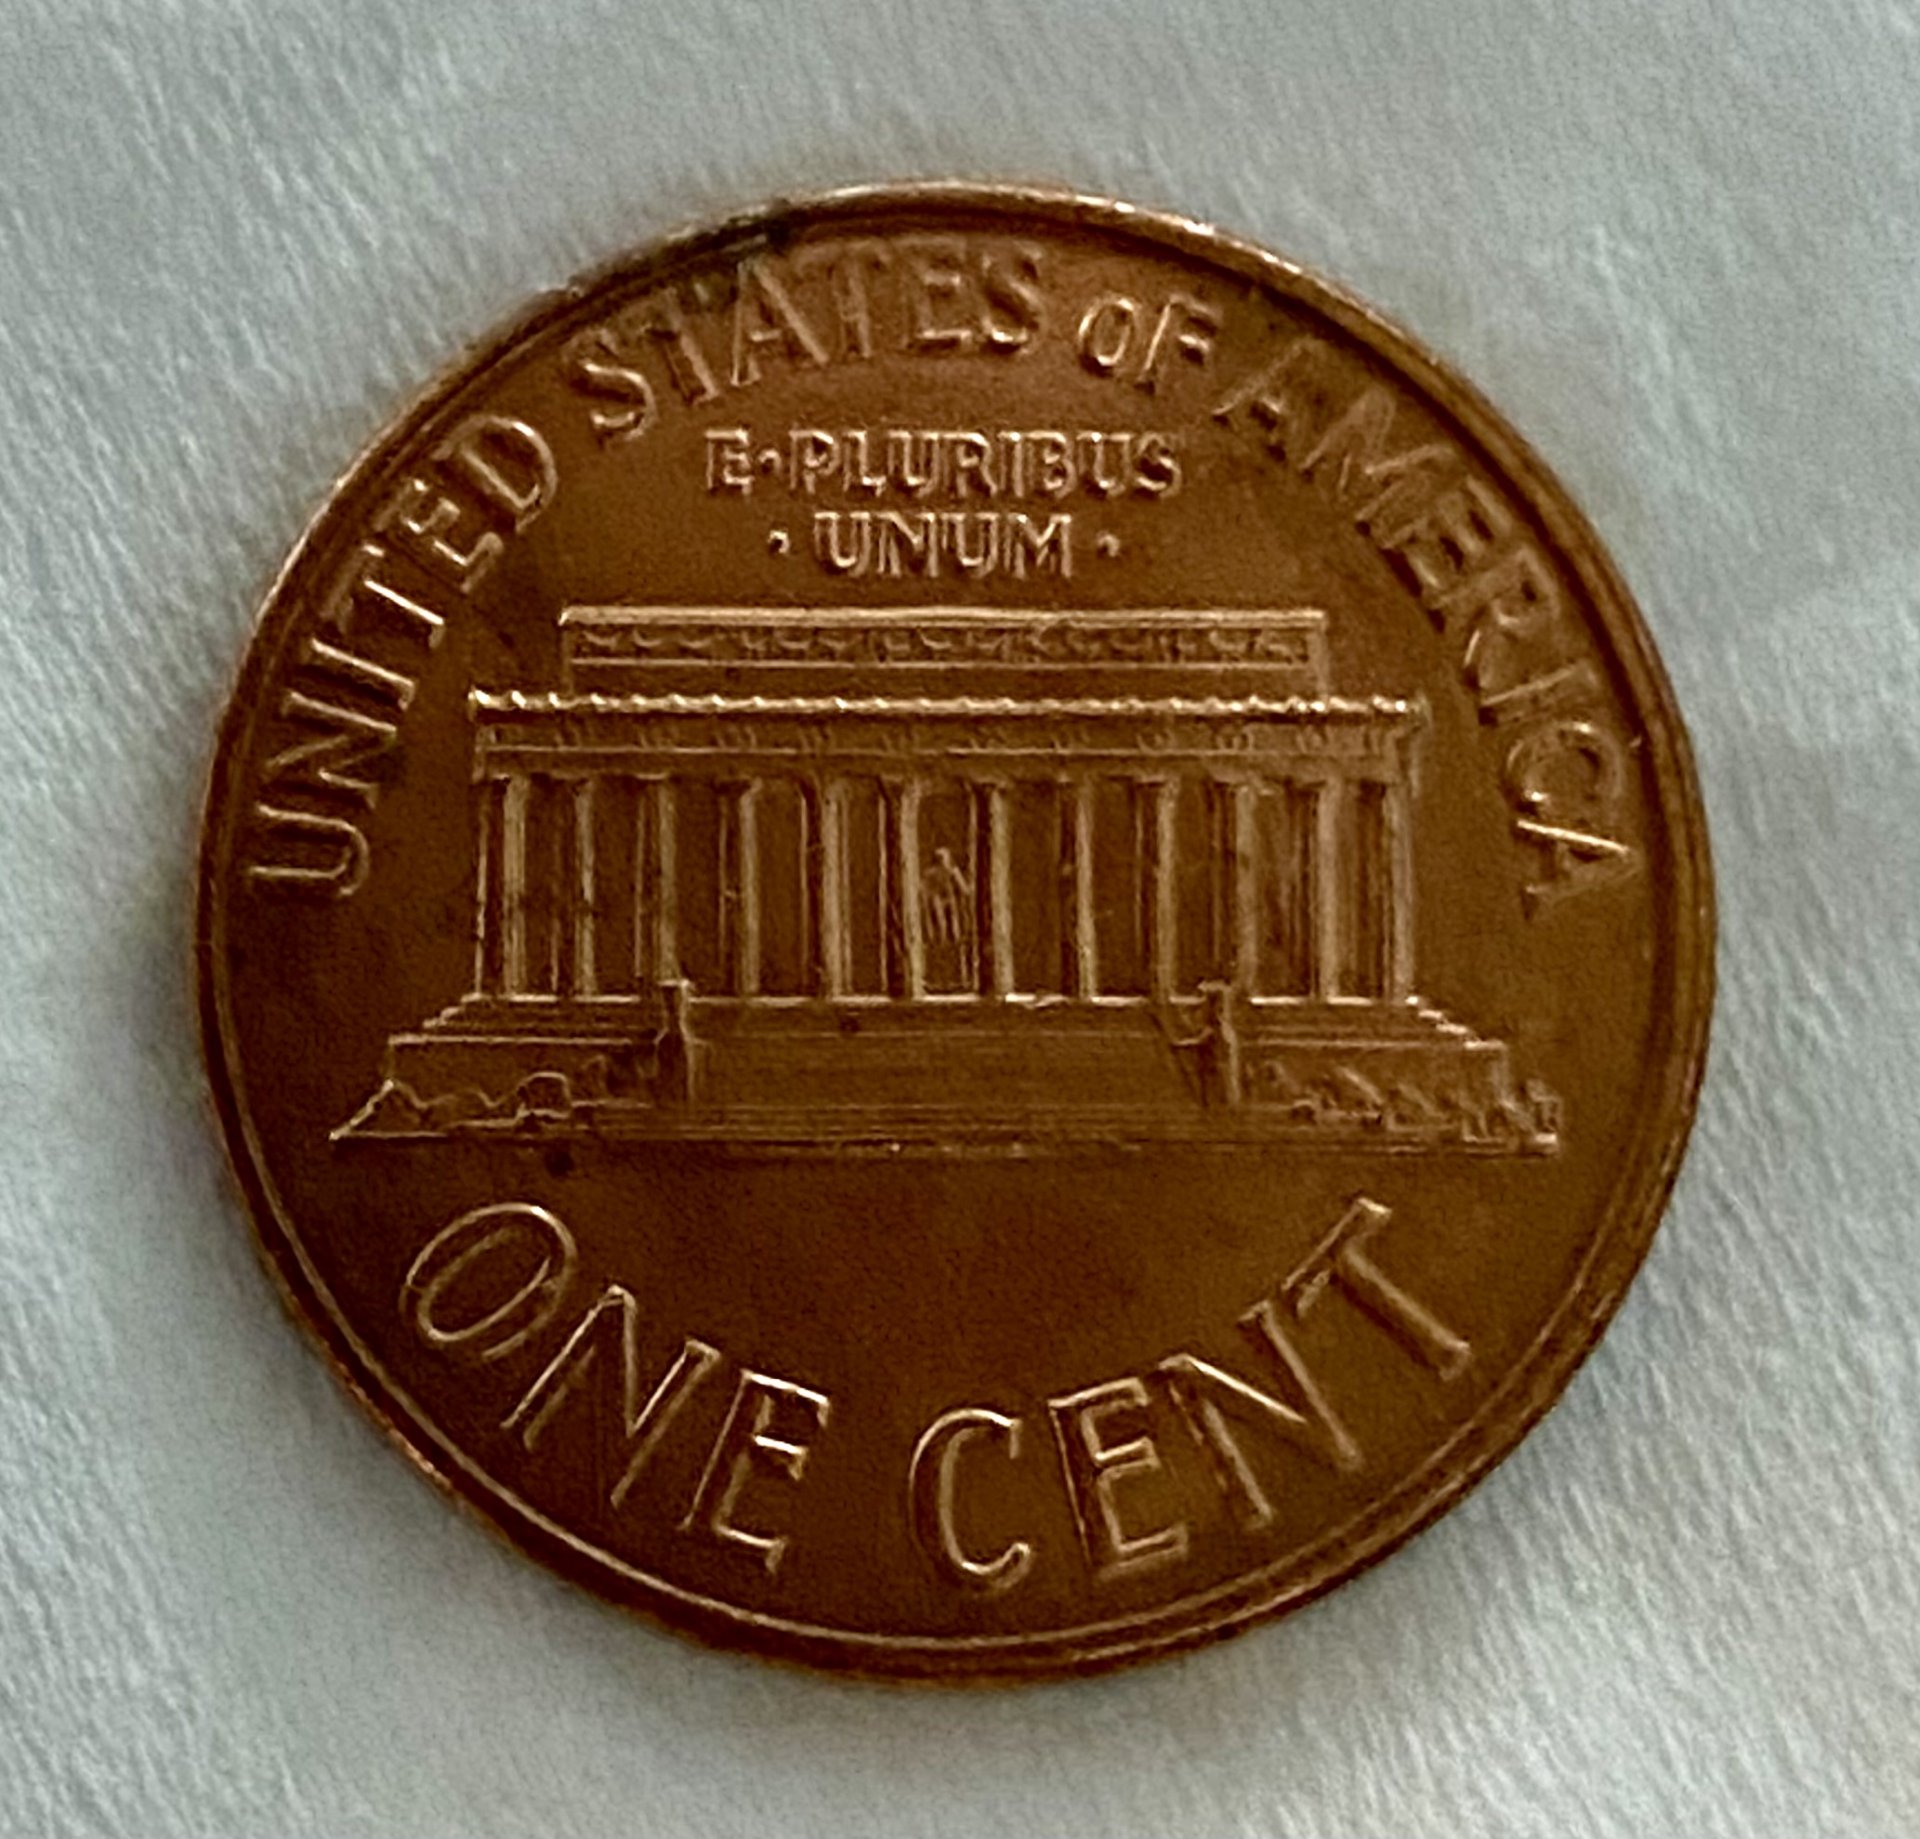 UNITED STATES OF AMERICA
E·PLURIBUS
·UNUM·
ONE CENT